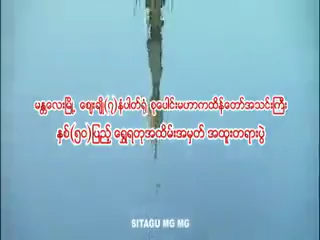 မန္တလေးမြို့ ဈေးချို(၇)နံပါတ်ရုံ စုပေါင်းမဟာကထိန်တော်အသင်းကြီး
နှစ်(၅၀)ပြည့် ရွှေရတုအထိမ်းအမှတ် အထူးတရားပွဲ
SITAGU MG MG